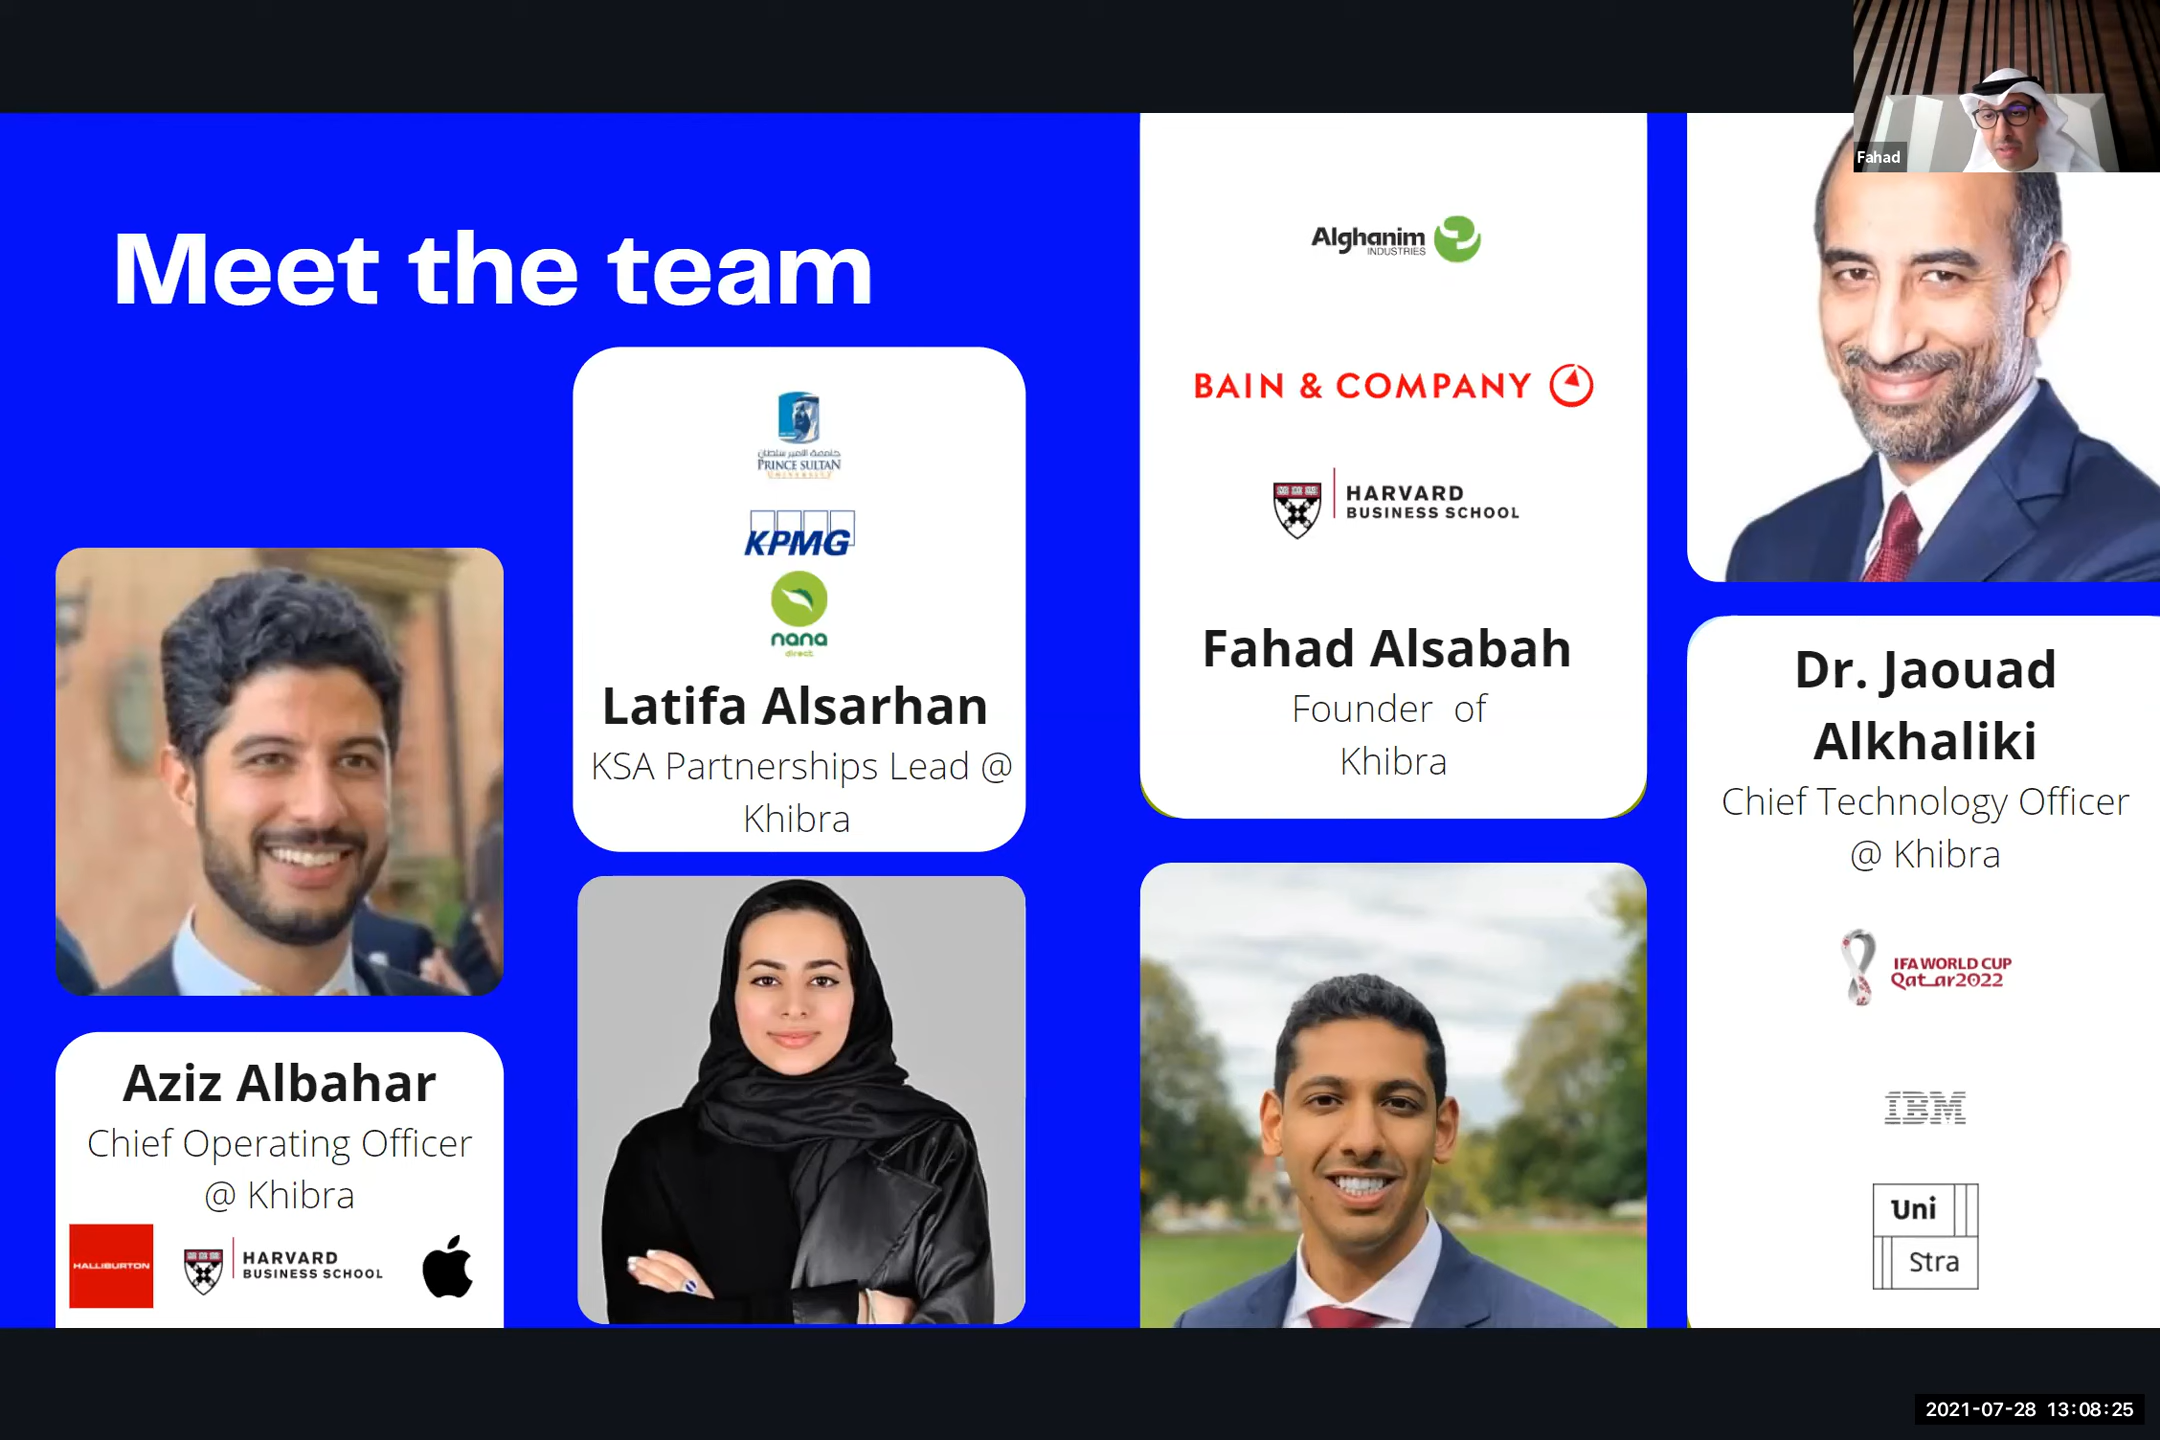 Meet the team
Aziz Albahar
Chief Operating Officer
@ Khibra
HALLIBURTON
HARVARD
BUSINESS SCHOOL
جامعة الأمير سلطان
PRINCE SULTAN
UNIVERSITY
KPMG
nana
direct
Latifa Alsarhan
KSA Partnerships Lead @
Khibra
Alghanim
INDUSTRIES
BAIN & COMPANY
HARVARD
BUSINESS SCHOOL
Fahad Alsabah
Founder of
Khibra
Fahad
Dr. Jaouad
Alkhaliki
Chief Technology Officer
@ Khibra
IFA WORLD CUP
Qatar2022
IBM
Uni
Stra
2021-07-28 13:08:25